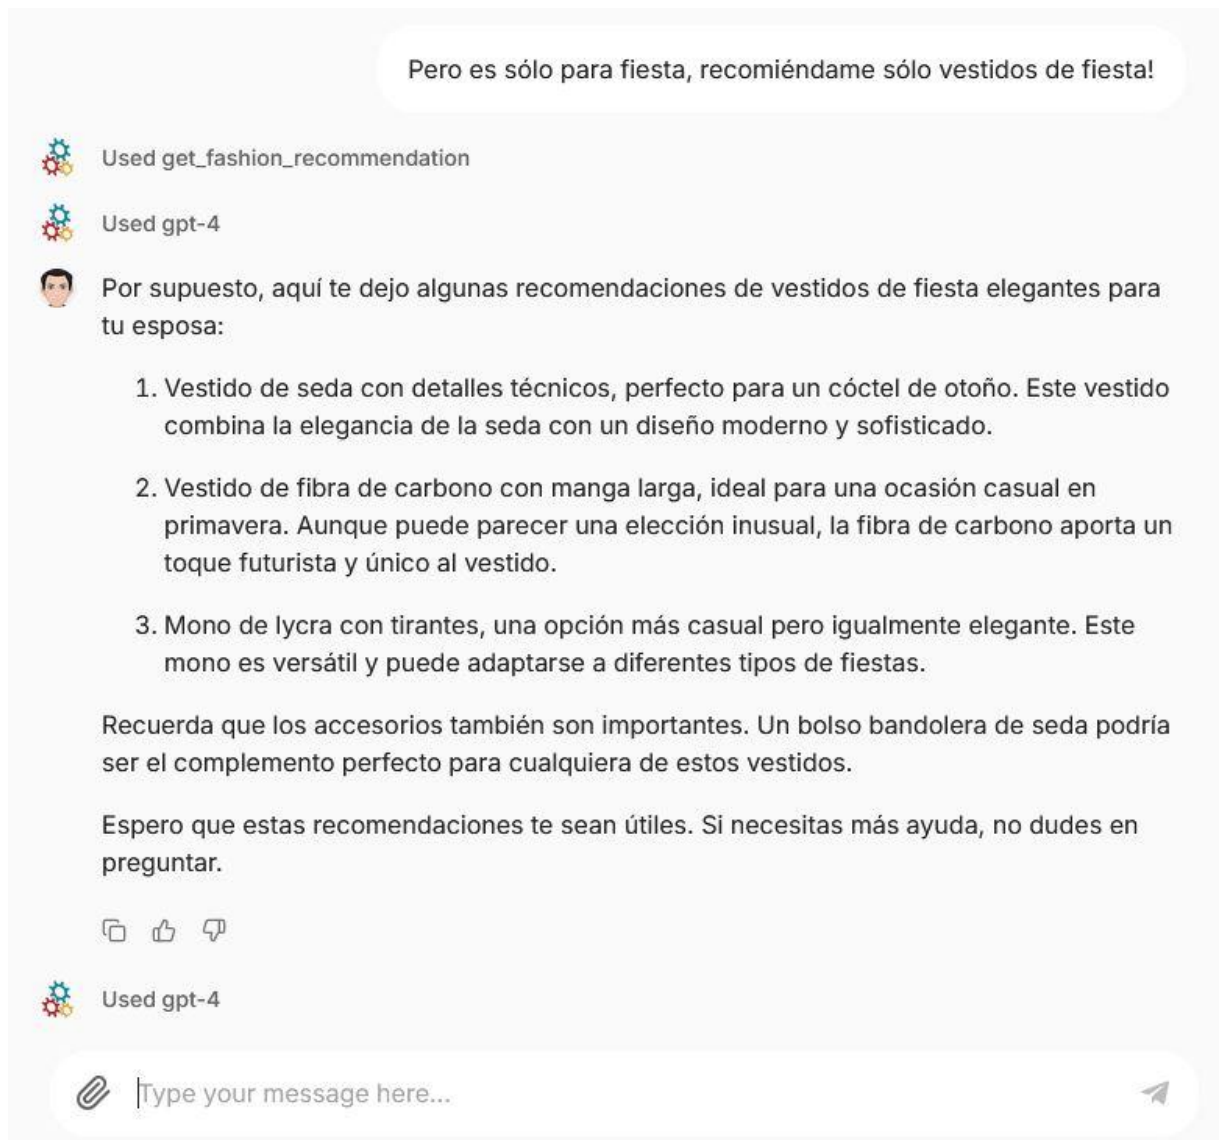 Pero es sólo para fiesta, recomiéndame sólo vestidos de fiesta!
Used get_fashion_recommendation
Used gpt-4
Por supuesto, aquí te dejo algunas recomendaciones de vestidos de fiesta elegantes para
tu esposa:
1. Vestido de seda con detalles técnicos, perfecto para un cóctel de otoño. Este vestido
combina la elegancia de la seda con un diseño moderno y sofisticado.
2. Vestido de fibra de carbono con manga larga, ideal para una ocasión casual en
primavera. Aunque puede parecer una elección inusual, la fibra de carbono aporta un
toque futurista y único al vestido.
3. Mono de lycra con tirantes, una opción más casual pero igualmente elegante. Este
mono es versátil y puede adaptarse a diferentes tipos de fiestas.
Recuerda que los accesorios también son importantes. Un bolso bandolera de seda podría
ser el complemento perfecto para cualquiera de estos vestidos.
Espero que estas recomendaciones te sean útiles. Si necesitas más ayuda, no dudes en
preguntar.
Used gpt-4
Type your message here...